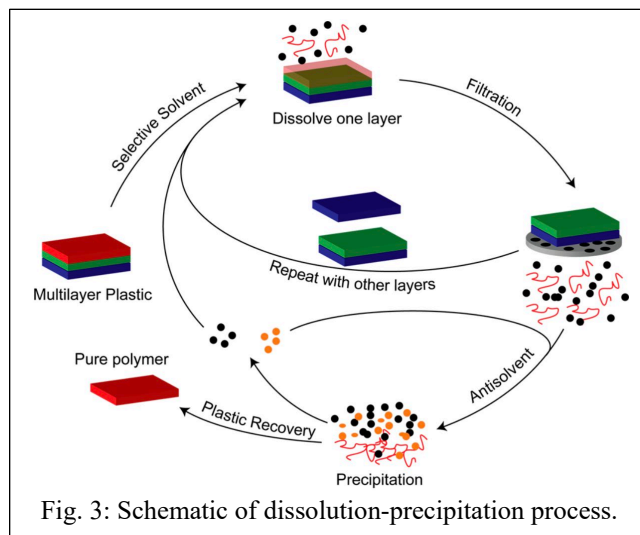 Selective Solvent
Dissolve one layer
Filtration
Multilayer Plastic
Repeat with other layers
Antisolvent
Pure polymer
Plastic Recovery
Precipitation
Fig. 3: Schematic of dissolution-precipitation process.